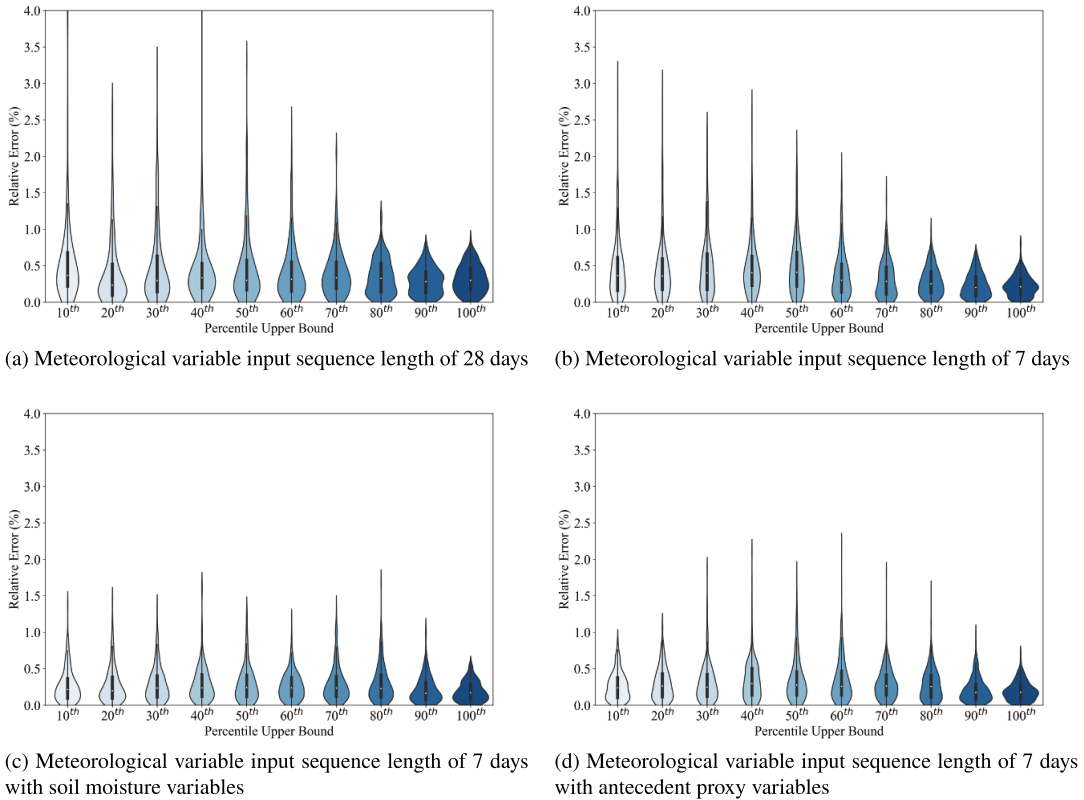 4.0
3.5
3.0
2.5
2.0
1.5
1.0
0.5
0.0
Relative Error (%)
10th 20th 30th 40th 50th 60th 70th 80th 90th 100th
Percentile Upper Bound
(a) Meteorological variable input sequence length of 28 days
4.0
3.5
3.0
2.5
2.0
1.5
1.0
0.5
0.0
Relative Error (%)
10th 20th 30th 40th 50th 60th 70th 80th 90th 100th
Percentile Upper Bound
(b) Meteorological variable input sequence length of 7 days
4.0
3.5
3.0
2.5
2.0
1.5
1.0
0.5
0.0
Relative Error (%)
10th 20th 30th 40th 50th 60th 70th 80th 90th 100th
Percentile Upper Bound
(c) Meteorological variable input sequence length of 7 days
with soil moisture variables
4.0
3.5
3.0
2.5
2.0
1.5
1.0
0.5
0.0
Relative Error (%)
10th 20th 30th 40th 50th 60th 70th 80th 90th 100th
Percentile Upper Bound
(d) Meteorological variable input sequence length of 7 days
with antecedent proxy variables